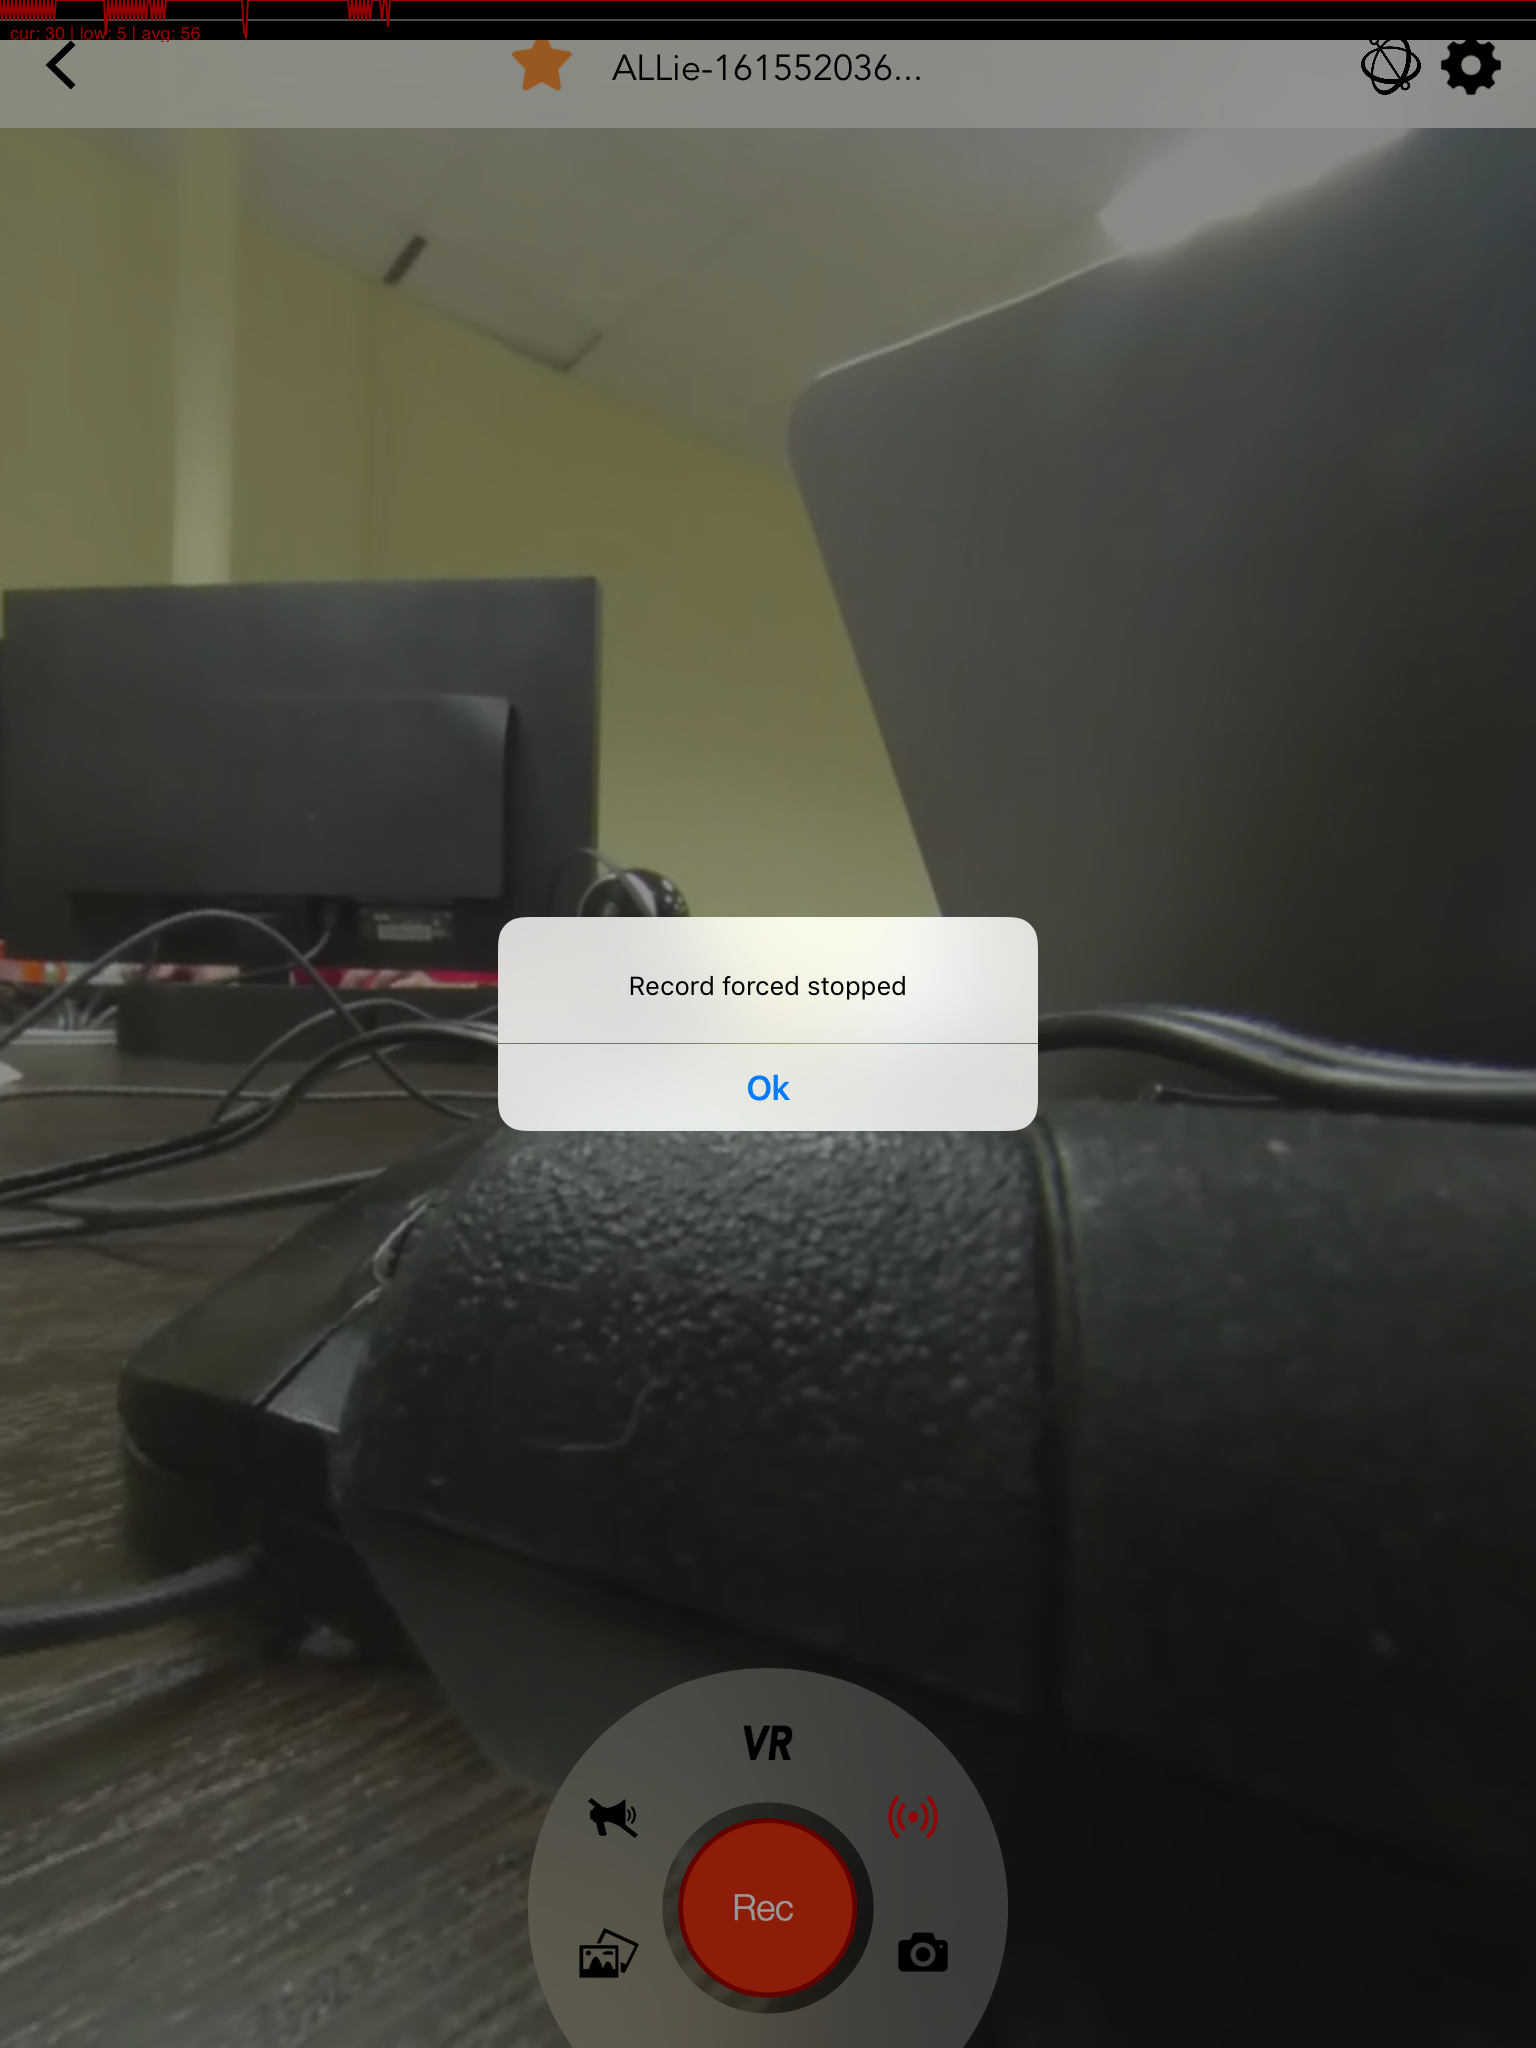 cur: 30 | low: 5 | avg: 56
ALLie-161552036...
Record forced stopped
Ok
VR
Rec